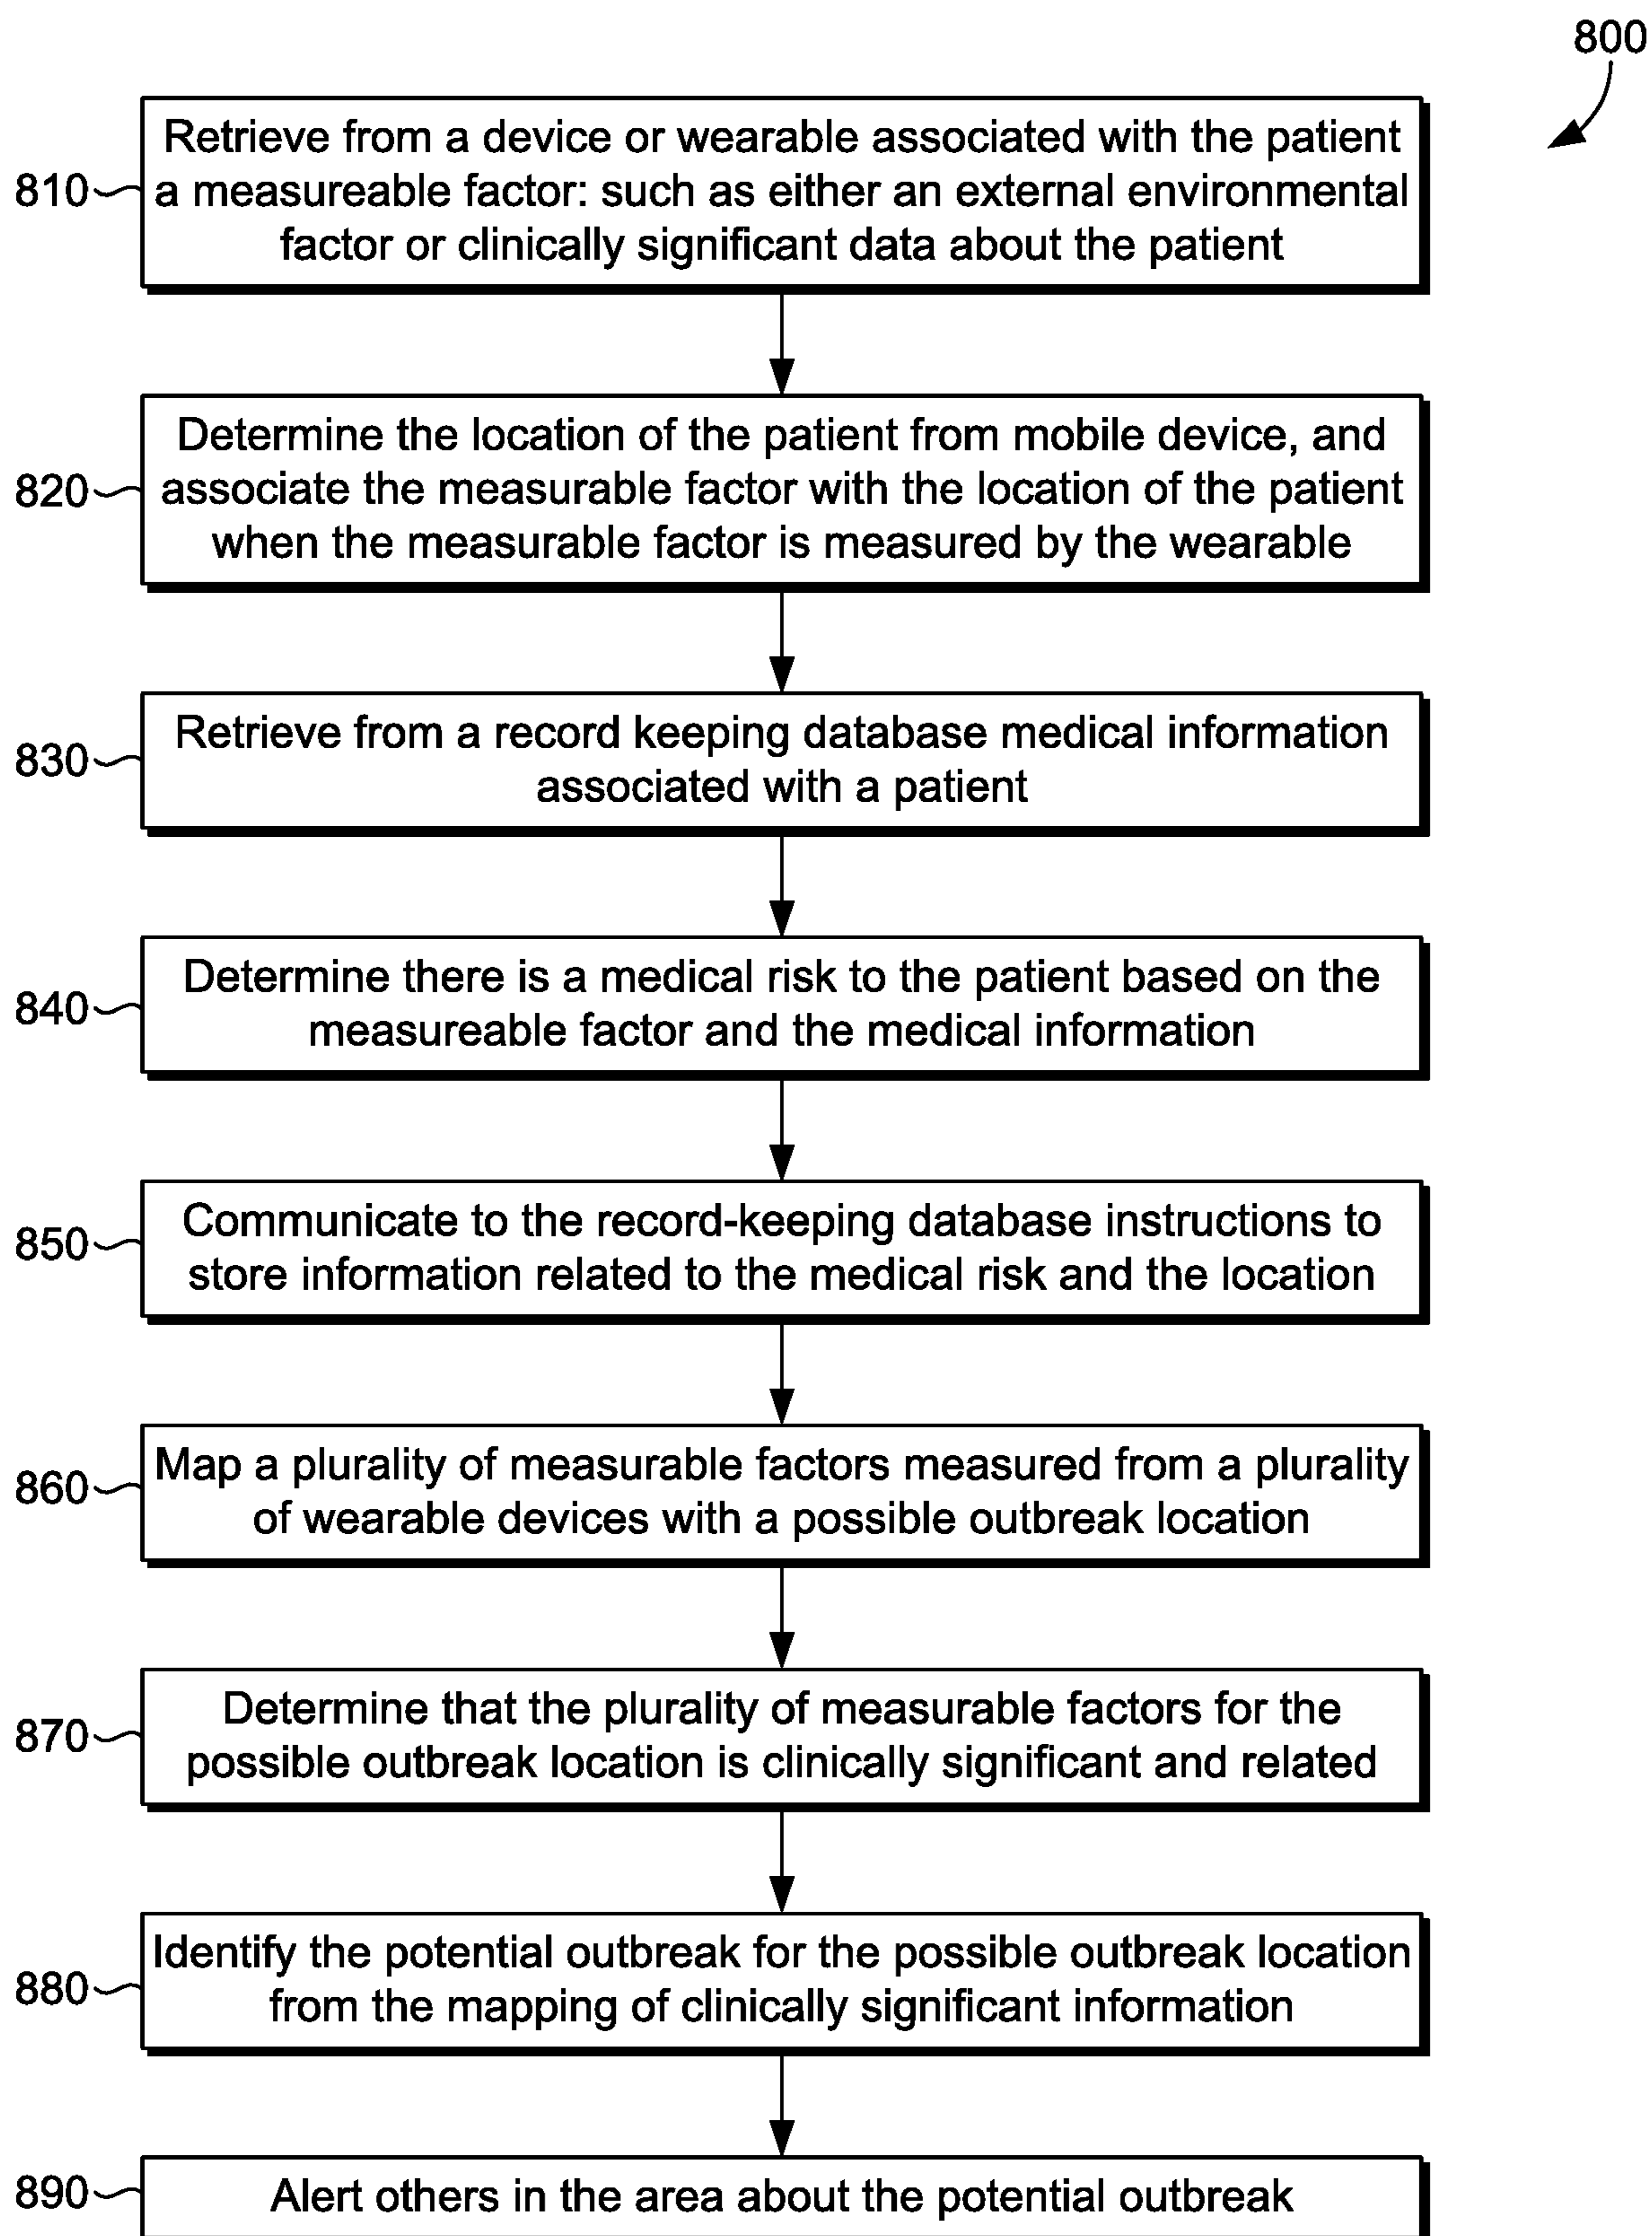 800
810
Retrieve from a device or wearable associated with the patient
a measureable factor: such as either an external environmental
factor or clinically significant data about the patient
820
Determine the location of the patient from mobile device, and
associate the measurable factor with the location of the patient
when the measurable factor is measured by the wearable
830
Retrieve from a record keeping database medical information
associated with a patient
840
Determine there is a medical risk to the patient based on the
measureable factor and the medical information
850
Communicate to the record-keeping database instructions to
store information related to the medical risk and the location
860
Map a plurality of measurable factors measured from a plurality
of wearable devices with a possible outbreak location
870
Determine that the plurality of measurable factors for the
possible outbreak location is clinically significant and related
880
Identify the potential outbreak for the possible outbreak location
from the mapping of clinically significant information
890
Alert others in the area about the potential outbreak